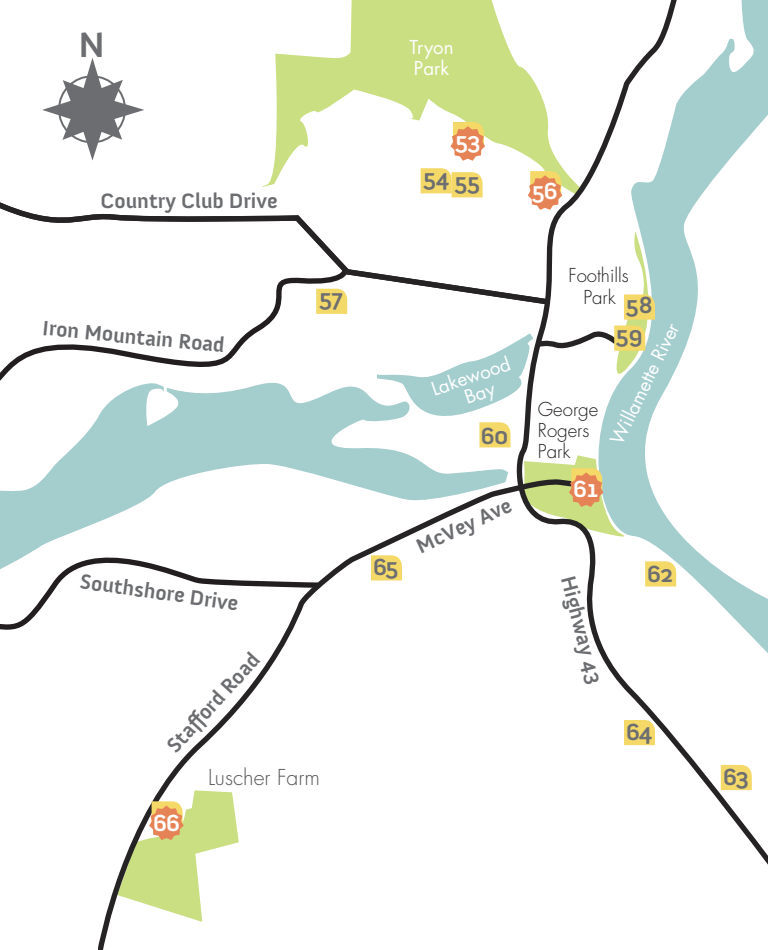 N
Tryon
Park
53
54
55
56
Country Club Drive
Foothills
Park
57
58
Iron Mountain Road
59
Willamette River
Lakewood
Bay
George
Rogers
Park
60
61
McVey Ave
65
62
Southshore Drive
Highway 43
Stafford Road
64
63
Luscher Farm
66